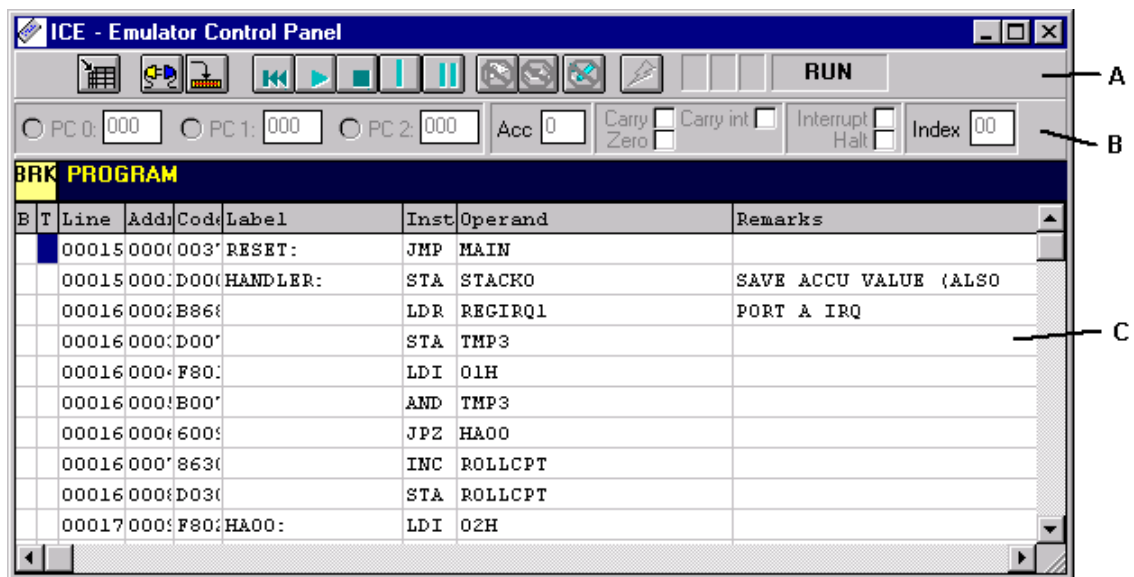 ICE - Emulator Control Panel
RUN
A
PC 0: 000 PC 1: 000 PC 2: 000 Acc 0 Carry Zero Carry int Interrupt Halt Index 00
B
BRK PROGRAM
B T Line Code Label Inst Operand Remarks
00015 RESET: JMP MAIN
00015 HANDLER: STA STACK0 SAVE ACCU VALUE (ALSO
00016 LDR REGIRQ1 PORT A IRQ
00016 STA TMP3
C
00016 LDI 01H
00016 AND TMP3
00016 JPZ HA00
00016 INC ROLLCPT
00016 STA ROLLCPT
00017 HA00: LDI 02H